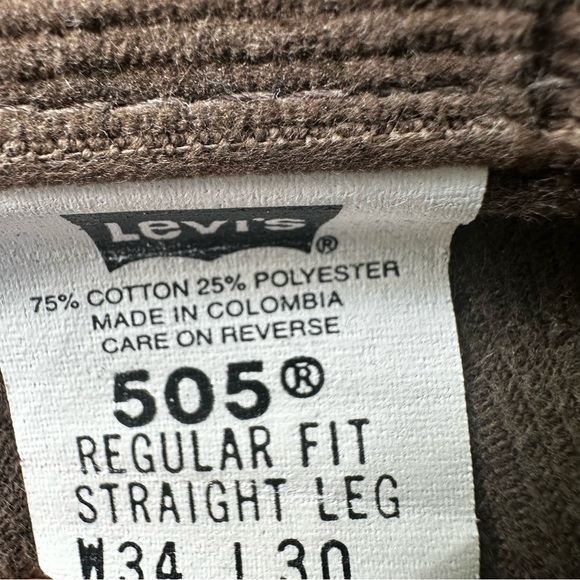 Levi's®
75% COTTON 25% POLYESTER
MADE IN COLOMBIA
CARE ON REVERSE
505®
REGULAR FIT
STRAIGHT LEG
W34 L30